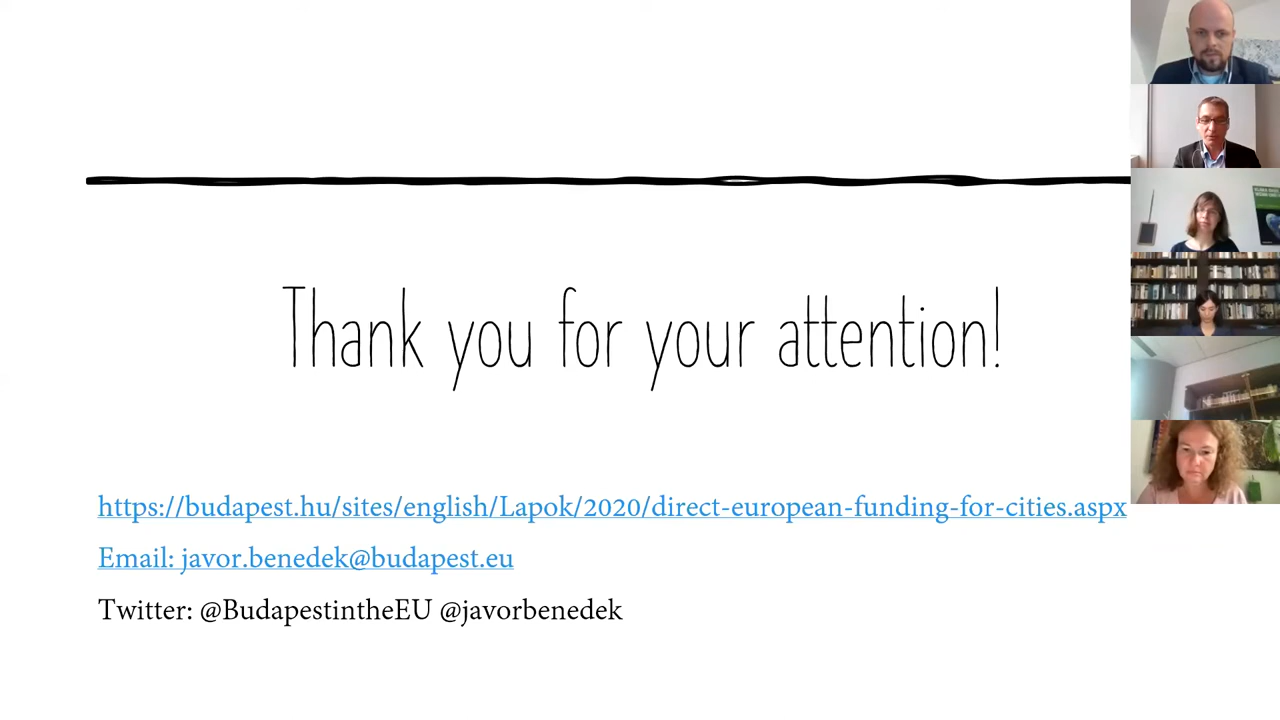 Thank you for your attention!
https://budapest.hu/sites/english/Lapok/2020/direct-european-funding-for-cities.aspx
Email: javor.benedek@budapest.eu
Twitter: @BudapestintheEU @javorbenedek